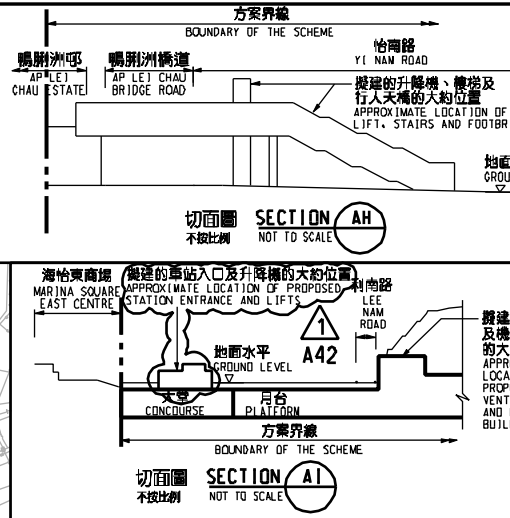 方案界線
BOUNDARY OF THE SCHEME
鴨脷洲邨
AP LEI
CHAU ESTATE
鴨脷洲橋道
AP LEI CHAU
BRIDGE ROAD
怡南路
YI NAM ROAD
擬建的升降機、樓梯及
行人天橋的大約位置
APPROXIMATE LOCATION OF
LIFT, STAIRS AND FOOTBR
地面
GROU
切面圖
不按比例
SECTION
NOT TO SCALE
AH
海怡東商場
MARINA SQUARE
EAST CENTRE
擬建的車站入口及升降機的大約位置
APPROXIMATE LOCATION OF PROPOSED
STATION ENTRANCE AND LIFTS
1
A42
利南路
LEE
NAM
ROAD
地面水平
GROUND LEVEL
擬建
及機
的大
APPRO
LOCA
PROP
VENT
AND
BUIL
大堂
CONCOURSE
月台
PLATFORM
方案界線
BOUNDARY OF THE SCHEME
切面圖
不按比例
SECTION
NOT TO SCALE
AI